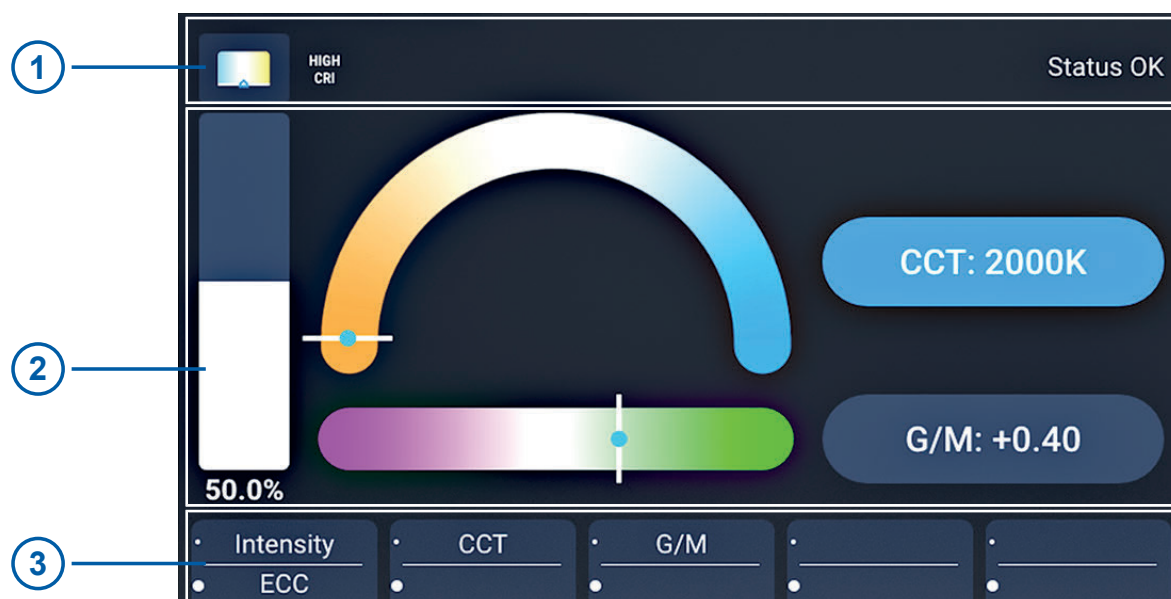 1
HIGH
CRI
Status OK
CCT: 2000K
2
G/M: +0.40
50.0%
Intensity
CCT
G/M
3
ECC